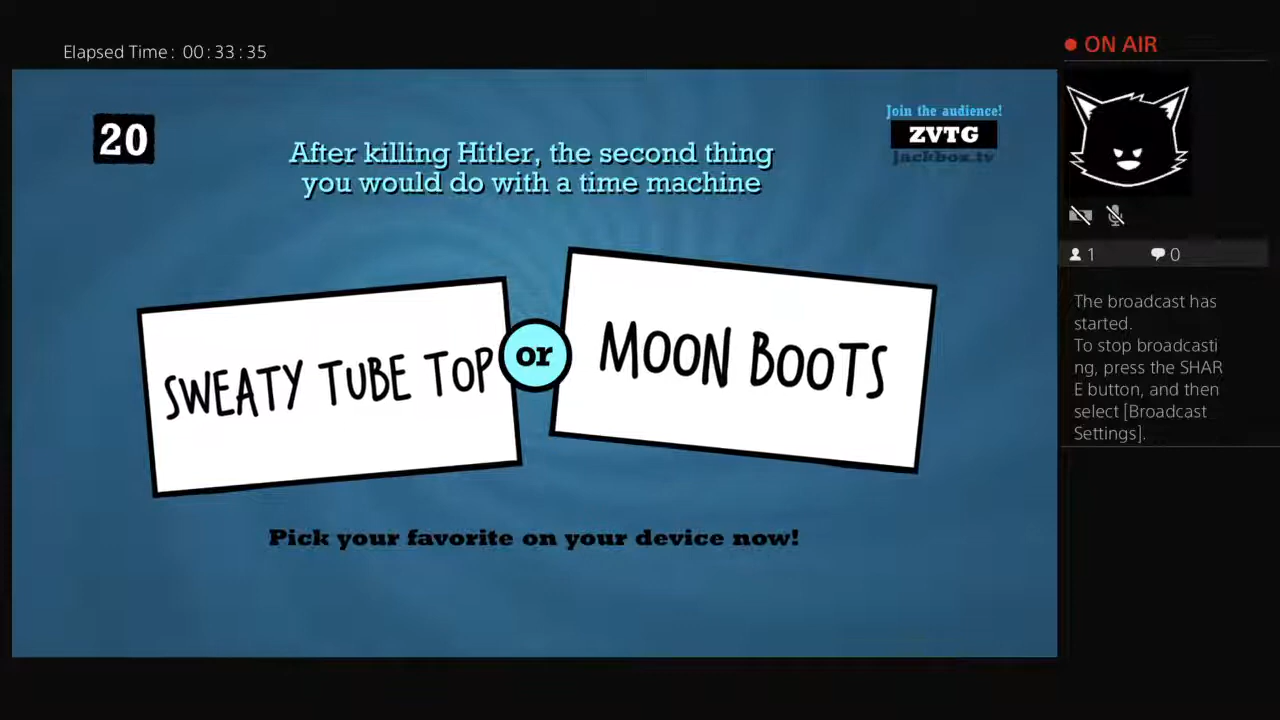 Elapsed Time: 00:33:35
ON AIR
20
Join the audience!
ZVTG
jackbox.tv
After killing Hitler, the second thing
you would do with a time machine
SWEATY TUBE TOP
or
MOON BOOTS
Pick your favorite on your device now!
1
0
The broadcast has
started.
To stop broadcasti
ng, press the SHAR
E button, and then
select [Broadcast
Settings].